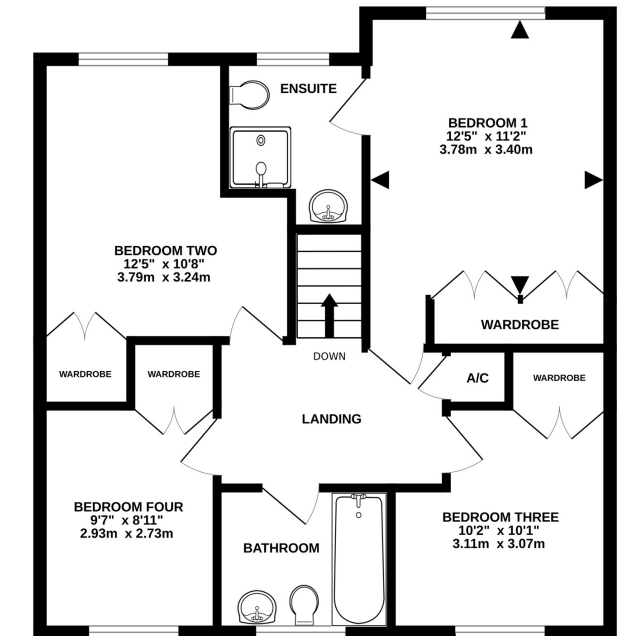 ENSUITE
BEDROOM 1
12'5" x 11'2"
3.78m x 3.40m
BEDROOM TWO
12'5" x 10'8"
3.79m x 3.24m
WARDROBE
DOWN
WARDROBE
WARDROBE
A/C
WARDROBE
LANDING
BEDROOM FOUR
9'7" x 8'11"
2.93m x 2.73m
BEDROOM THREE
10'2" x 10'1"
3.11m x 3.07m
BATHROOM